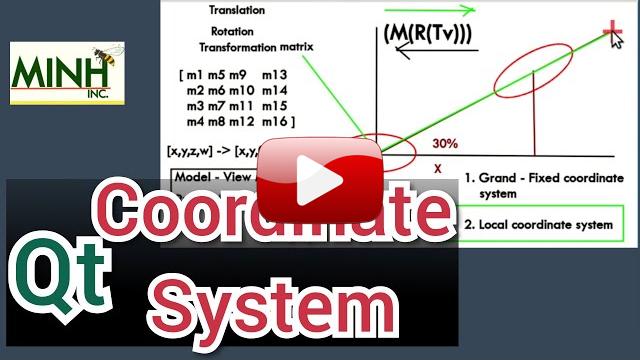 MINH
INC.
Translation
Rotation
Transformation matrix
(M(R(Tv)))
[ m1 m5 m9 m13
m2 m6 m10 m14
m3 m7 m11 m15
m4 m8 m12 m16 ]
[x,y,z,w] -> [x,y,
30%
X
Model - View
1. Grand - Fixed coordinate
system
2. Local coordinate system
Coordinate
Qt
System